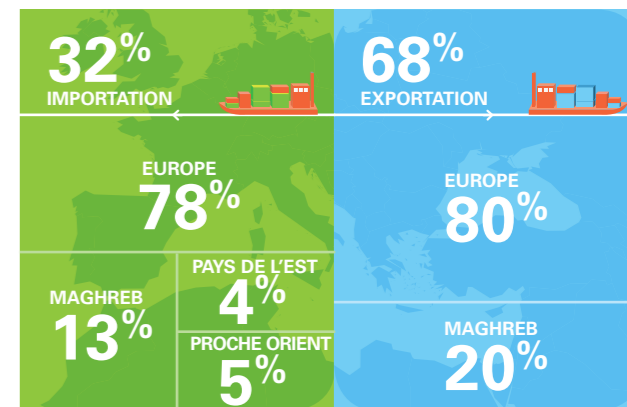 32%
IMPORTATION
68%
EXPORTATION
EUROPE
78%
MAGHREB
13%
PAYS DE L'EST
4%
PROCHE ORIENT
5%
EUROPE
80%
MAGHREB
20%